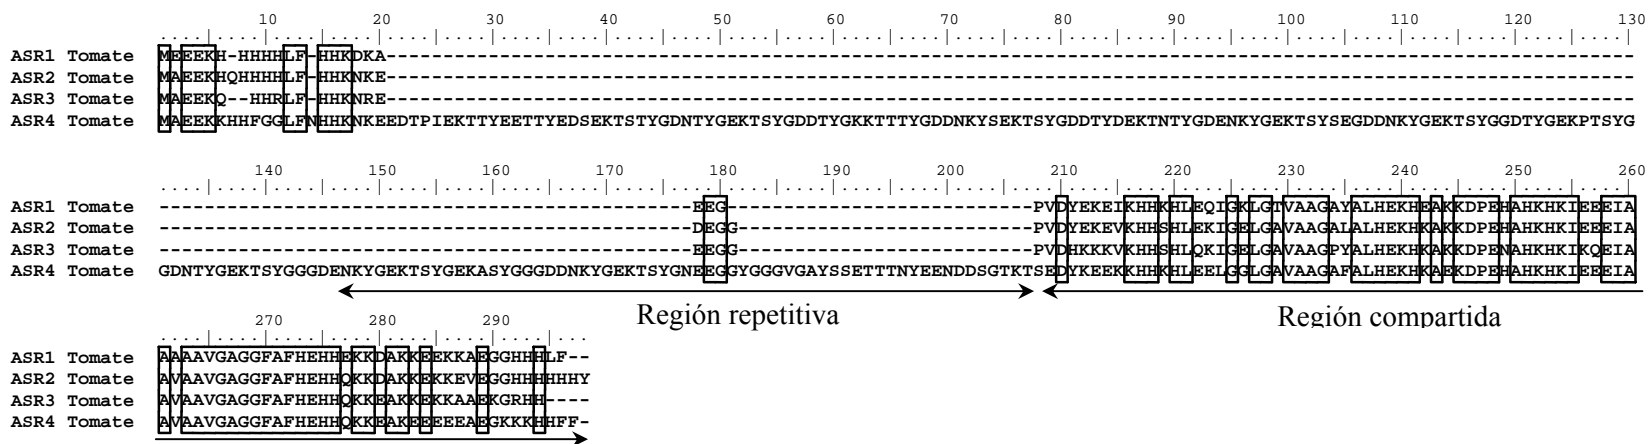 10 20 30 40 50 60 70 80 90 100 110 120 130
....|....|....|....|....|....|....|....|....|....|....|....|....|....|....|....|....|....|....|....|....|....|....|....|....|....|
ASR1 Tomate MEEEKH-HHHHLF-HHKDKA--------------------------------------------------------------------------------------------------------------
ASR2 Tomate MAEEKHQHHHHLF-HHKNKE--------------------------------------------------------------------------------------------------------------
ASR3 Tomate MAEEKQ--HHRLF-HHKNRE--------------------------------------------------------------------------------------------------------------
ASR4 Tomate MAEEKKHHFGGLFNHHKNKEEDTPIEKTTYEETTYEDSEKTSTYGDNTYGEKTSYGDDTYGKKTTTYGDDNKYSEKTSYGDDTYDEKTNTYGDENKYGEKTSYSEGDDNKYGEKTSYGGDTYGEKPTSYG
140 150 160 170 180 190 200 210 220 230 240 250 260
....|....|....|....|....|....|....|....|....|....|....|....|....|....|....|....|....|....|....|....|....|....|....|....|....|....|
ASR1 Tomate -----------------------------------------------EEG---------------------------PVDYEKEIKHHKHLEQIGKLGTVAAGAYALHEKHEAKKDPEHAHKHKIEEEIA
ASR2 Tomate -----------------------------------------------DEGG--------------------------PVDYEKEVKHHSHLEKIGELGAVAAGALALHEKHKAKKDPEHAHKHKIEEEIA
ASR3 Tomate -----------------------------------------------EEGG--------------------------PVDHKKKVKHHSHLQKIGELGAVAAGPYALHEKHKAKKDPENAHKHKIKQEIA
ASR4 Tomate GDNTYGEKTSYGGGDENKYGEKTSYGEKASYGGGDDNKYGEKTSYGNEEGGYGGGVGAYSSETTTNYEENDDSGTKTSEDYKEEKKHHKHLEELGGLGAVAAGAFALHEKHKAEKDPEHAHKHKIEEEIA
Región repetitiva Región compartida
270 280 290
....|....|....|....|....|....|....|...
ASR1 Tomate AAAAVGAGGFAFHEHHEKKDAKKEEKKAEGGHHHLF--
ASR2 Tomate AVAAVGAGGFAFHEHHQKKDAKKEKKEVEGGHHHHHHY
ASR3 Tomate AVAAVGAGGFAFHEHHQKKEAKKEKKAAEKGRHH----
ASR4 Tomate AVAAVGAGGFAFHEHHQKKEAKEEEEEAEGKKKHHFF-